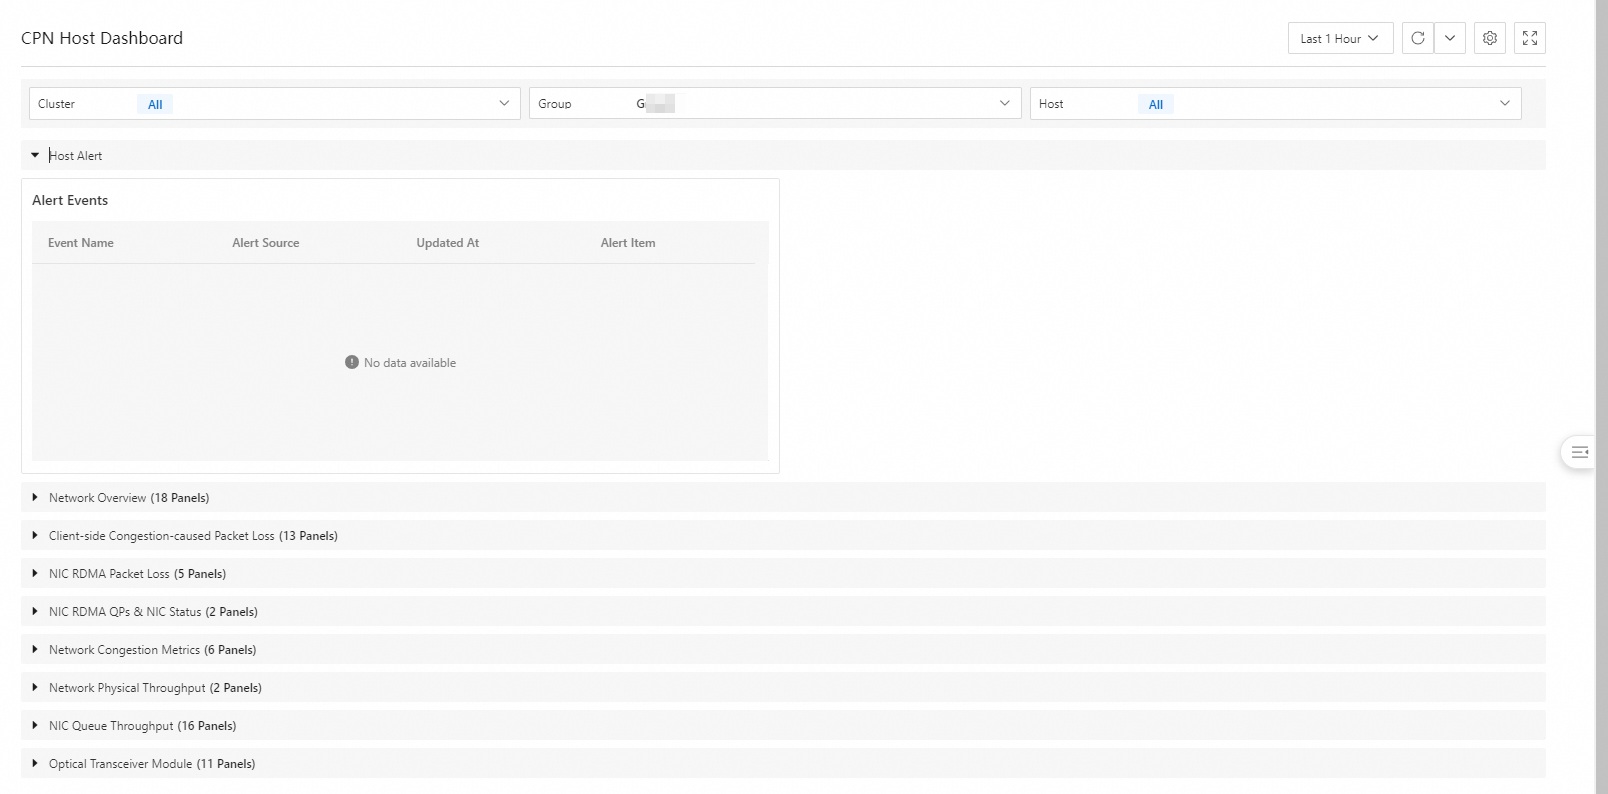 CPN Host Dashboard
Last 1 Hour
Cluster All
Group G
Host All
Host Alert
Alert Events
Event Name Alert Source Updated At Alert Item
No data available
Network Overview (18 Panels)
Client-side Congestion-caused Packet Loss (13 Panels)
NIC RDMA Packet Loss (5 Panels)
NIC RDMA QPs & NIC Status (2 Panels)
Network Congestion Metrics (6 Panels)
Network Physical Throughput (2 Panels)
NIC Queue Throughput (16 Panels)
Optical Transceiver Module (11 Panels)